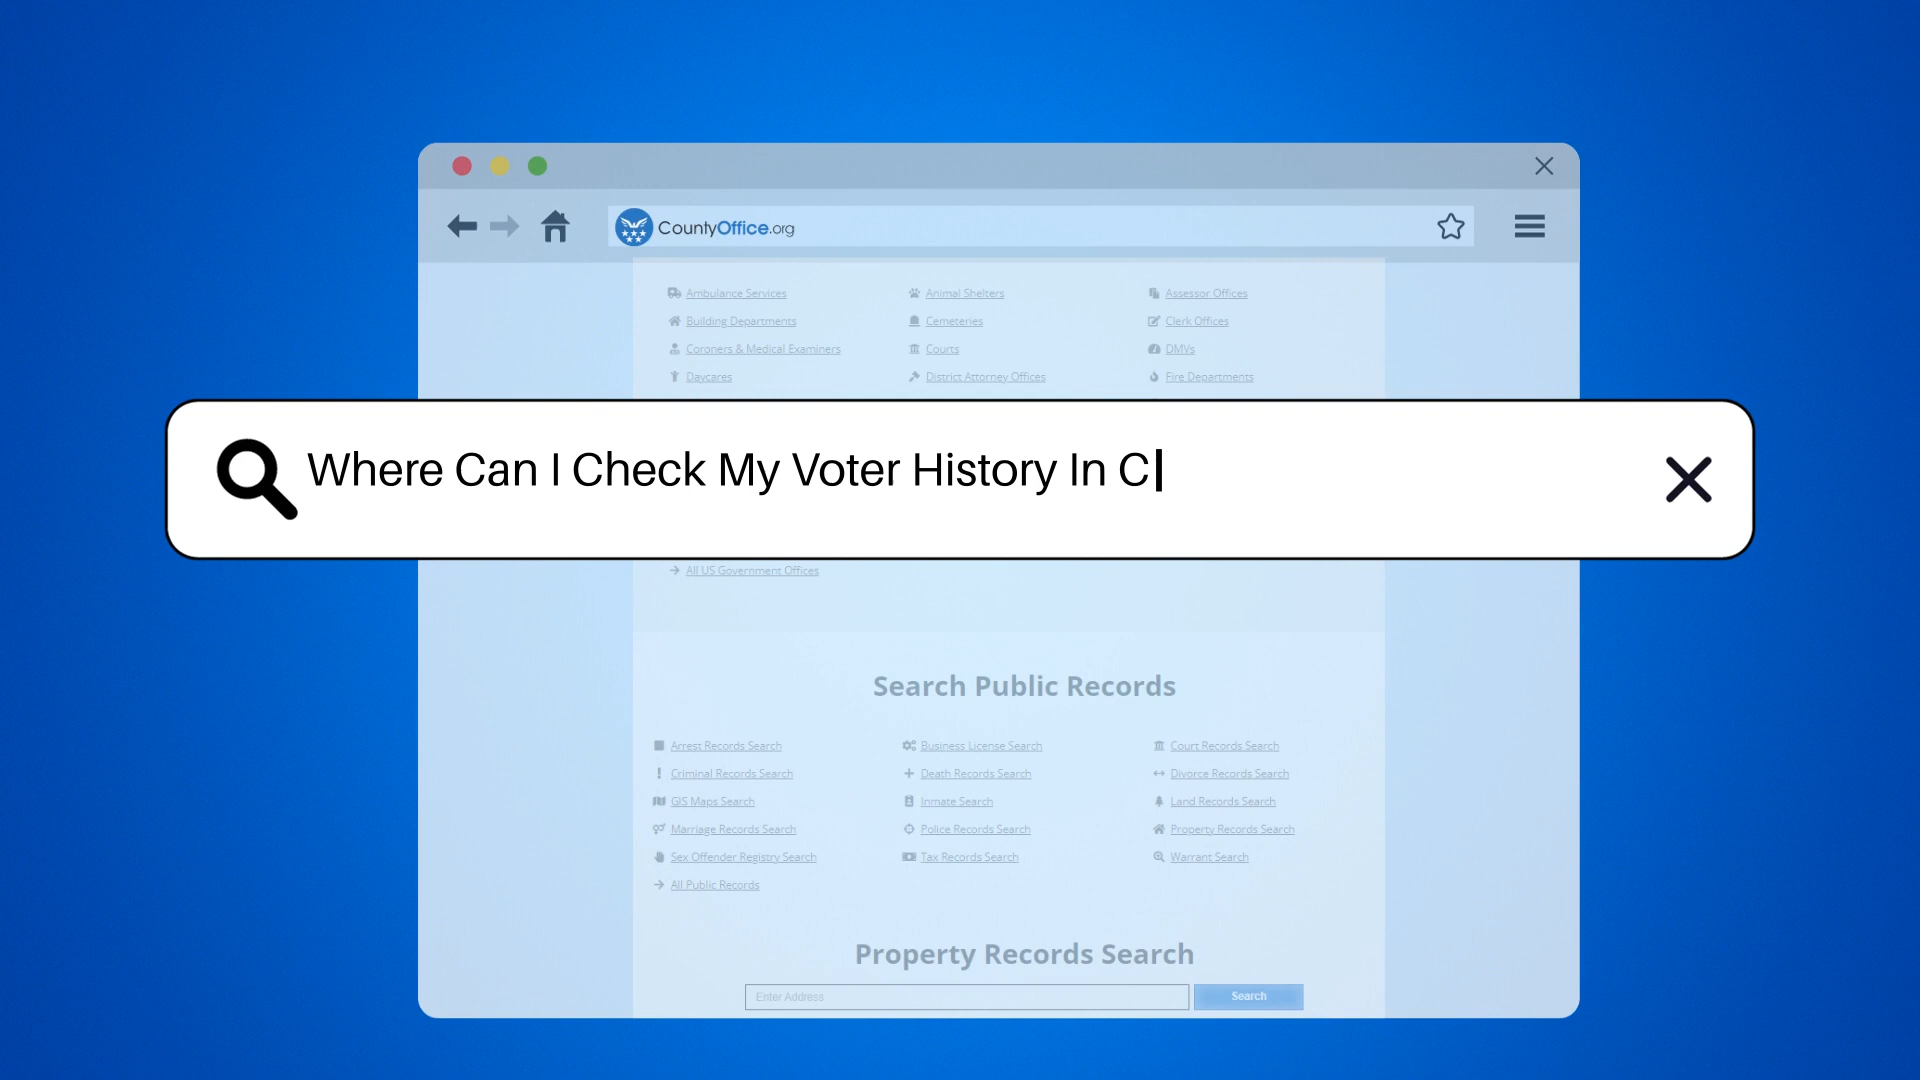 CountyOffice.org
Ambulance Services Animal Shelters Assessor Offices
Building Departments Cemeteries Clerk Offices
Coroners & Medical Examiners Courts DMVs
Daycares District Attorney Offices Fire Departments
Where Can I Check My Voter History In C
All US Government Offices
Search Public Records
Arrest Records Search Business License Search Court Records Search
Criminal Records Search Death Records Search Divorce Records Search
GIS Maps Search Inmate Search Land Records Search
Marriage Records Search Police Records Search Property Records Search
Sex Offender Registry Search Tax Records Search Warrant Search
All Public Records
Property Records Search
Enter Address Search